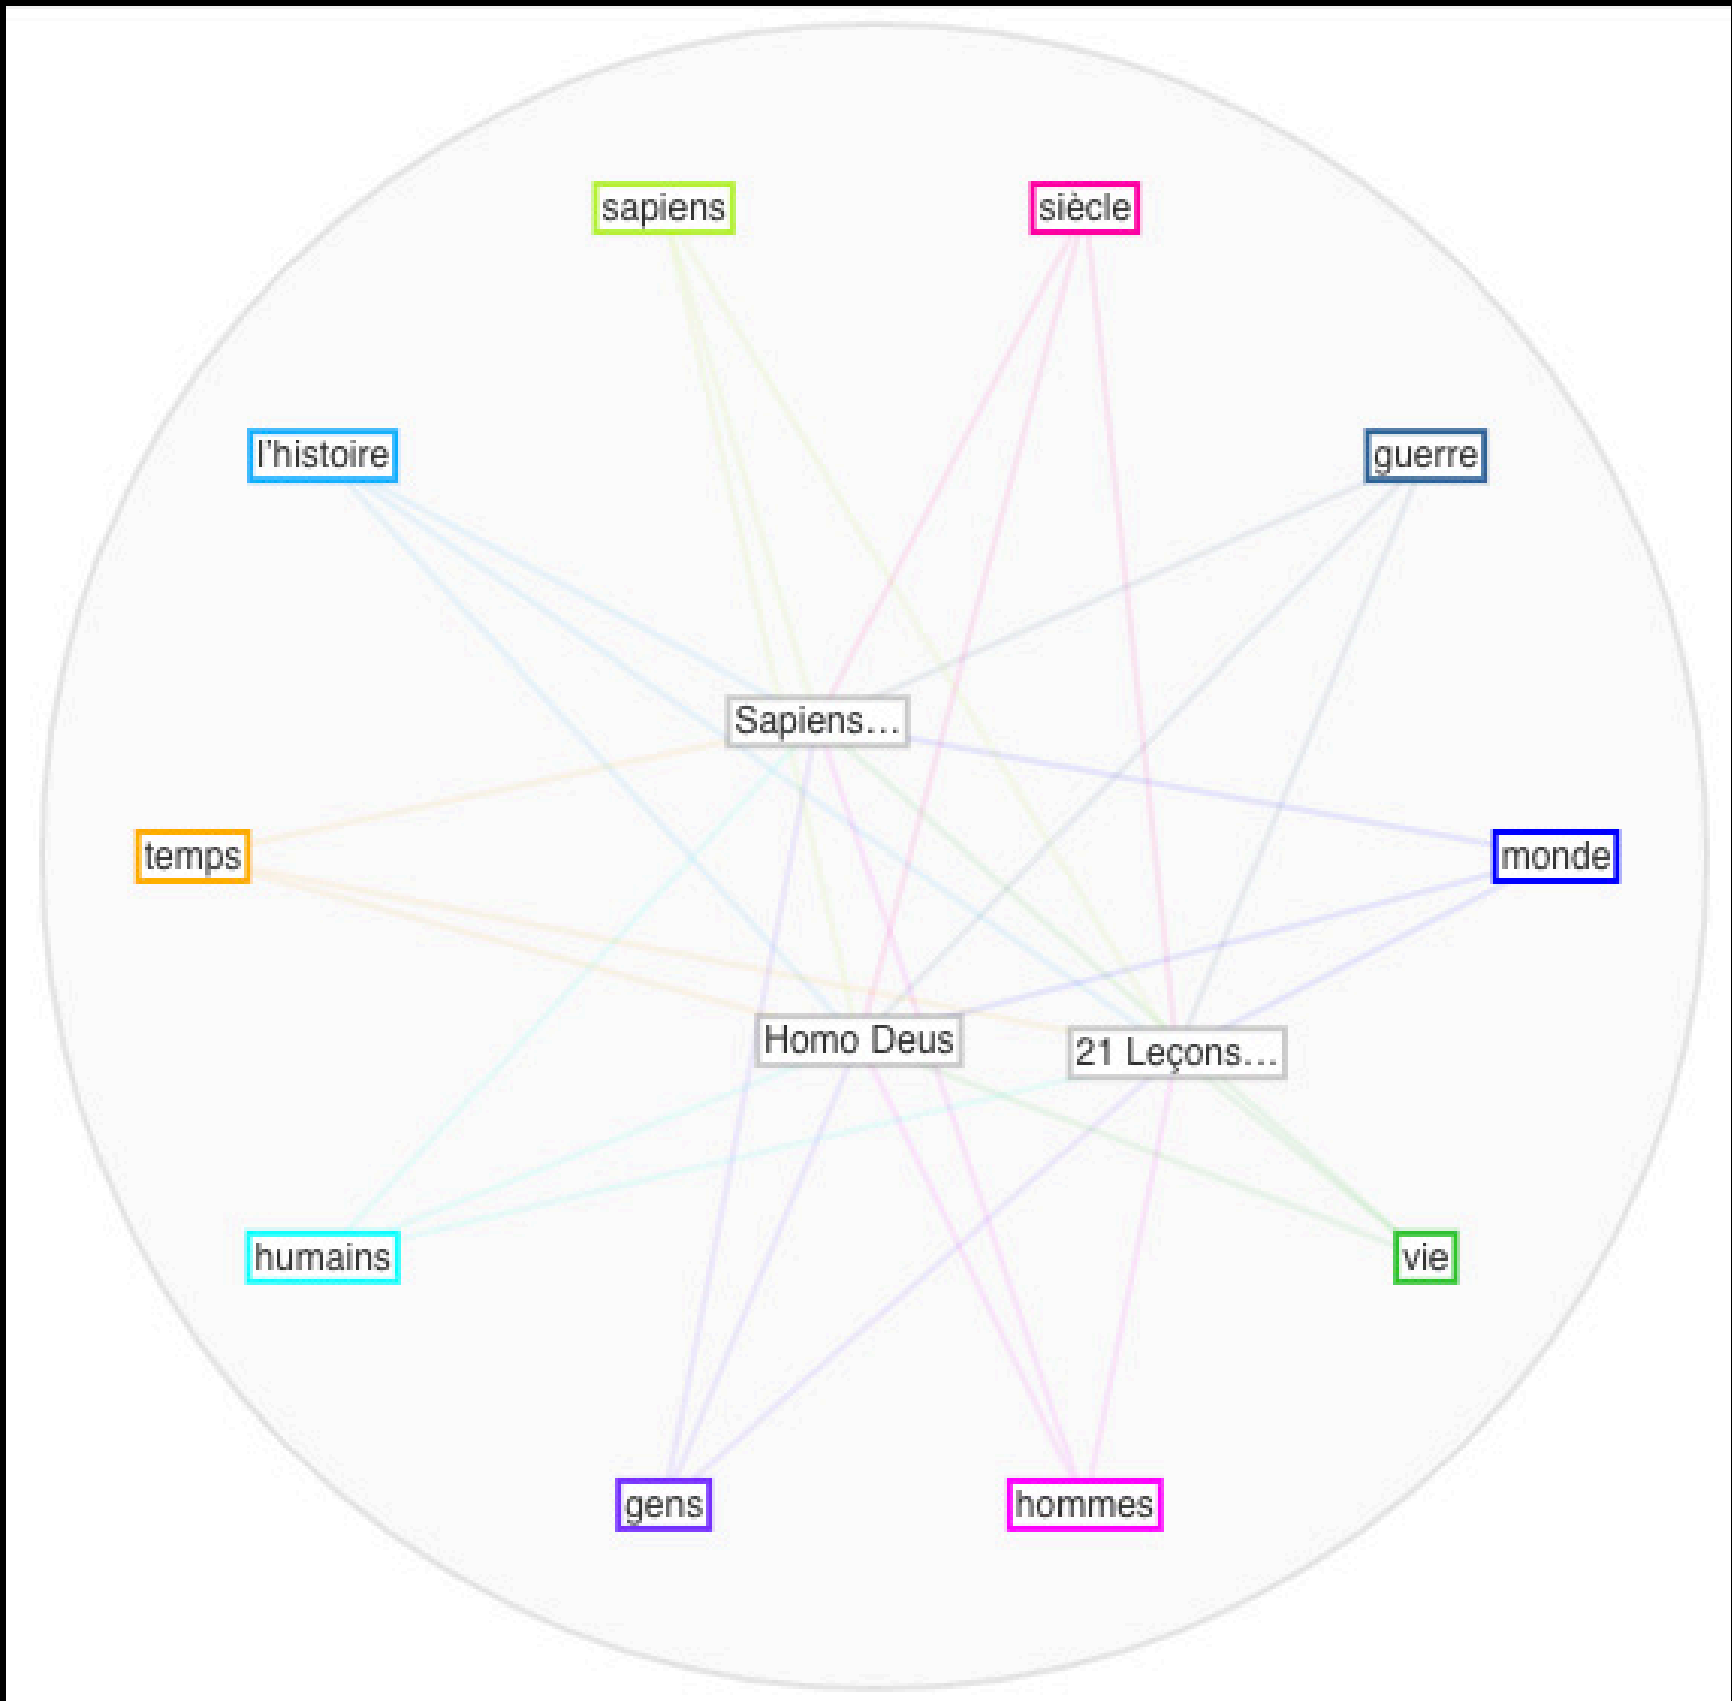 sapiens
siècle
l'histoire
guerre
Sapiens…
temps
monde
Homo Deus
21 Leçons…
humains
vie
gens
hommes